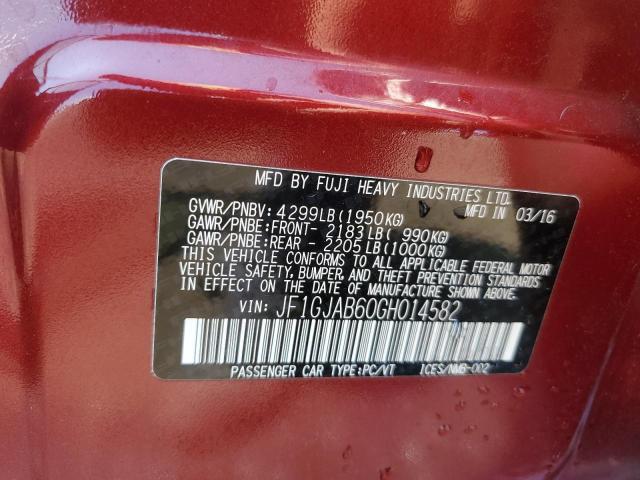 MFD BY FUJI HEAVY INDUSTRIES LTD.
GVWR/PNBV: 4299LB(1950KG) MFD IN 03/16
GAWR/PNBE:FRONT- 2183LB( 990KG)
GAWR/PNBE:REAR - 2205LB(1000KG)
THIS VEHICLE CONFORMS TO ALL APPLICABLE FEDERAL MOTOR
VEHICLE SAFETY, BUMPER, AND THEFT PREVENTION STANDARDS
IN EFFECT ON THE DATE OF MANUFACTURE SHOWN ABOVE.
VIN: JF1GJAB60GH014582
PASSENGER CAR TYPE:PC/VT ICES/NMB-002